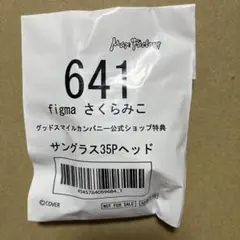 Max Factory
641
figma さくらみこ
グッドスマイルカンパニー公式ショップ特典
サングラス35Pヘッド
©COVER
NOT FOR SALE